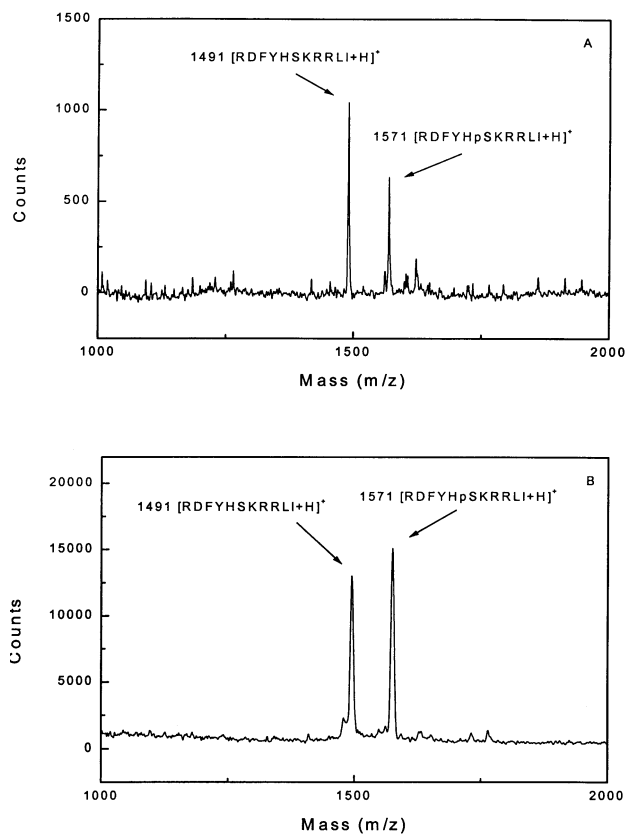 1500
A
1491 [RDFYHSKRRLI+H]⁺
1571 [RDFYHpSKRRLI+H]⁺
1000
Counts
500
0
1000
1500
2000
Mass (m/z)
20000
B
1491 [RDFYHSKRRLI+H]⁺
1571 [RDFYHpSKRRLI+H]⁺
15000
Counts
10000
5000
0
1000
1500
2000
Mass (m/z)